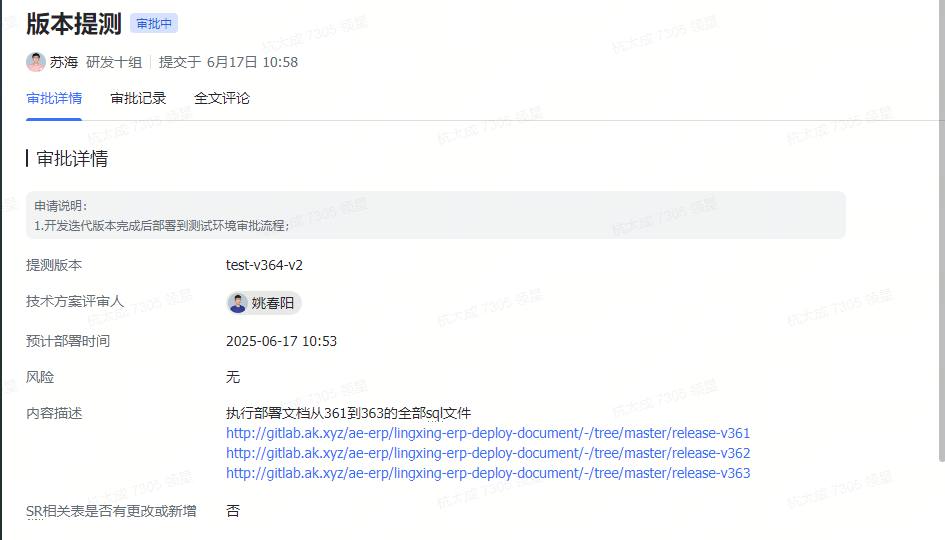 版本提测 审批中
苏海 研发十组 提交于 6月17日 10:58
审批详情 审批记录 全文评论
审批详情
申请说明：
1.开发迭代版本完成后部署到测试环境审批流程;
提测版本 test-v364-v2
技术方案评审人 姚春阳
预计部署时间 2025-06-17 10:53
风险 无
内容描述 执行部署文档从361到363的全部sql文件
http://gitlab.ak.xyz/ae-erp/lingxing-erp-deploy-document/-/tree/master/release-v361
http://gitlab.ak.xyz/ae-erp/lingxing-erp-deploy-document/-/tree/master/release-v362
http://gitlab.ak.xyz/ae-erp/lingxing-erp-deploy-document/-/tree/master/release-v363
SR相关表是否有更改或新增 否
杭太成 7305 领星